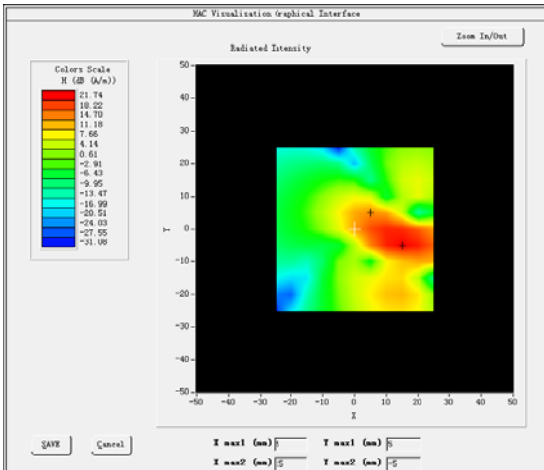 HAC Visualization Graphical Interface
Zoom In/Out
Radiated Intensity
Colors Scale
H (dB (A/m))
21.74
18.22
14.70
11.18
7.66
4.14
0.61
-2.91
-6.43
-9.95
-13.47
-16.99
-20.51
-24.03
-27.55
-31.08
50
40
30
20
10
0
-10
-20
-30
-40
-50
Y
-50 -40 -30 -20 -10 0 10 20 30 40 50
X
SAVE Cancel
X max1 (mm) Y max1 (mm) 5
X max2 (mm) Y max2 (mm) -5